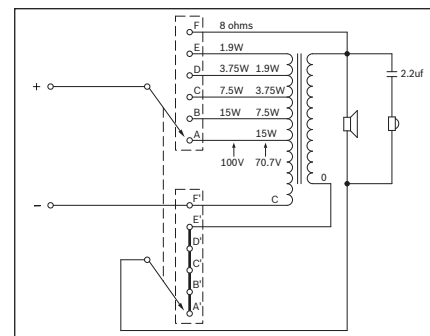 F 8 ohms
E 1.9W
D 3.75W 1.9W
C 7.5W 3.75W
B 15W 7.5W
A 15W
100V 70.7V
2.2uf
+
0
− F' C
E'
D'
C'
B'
A'